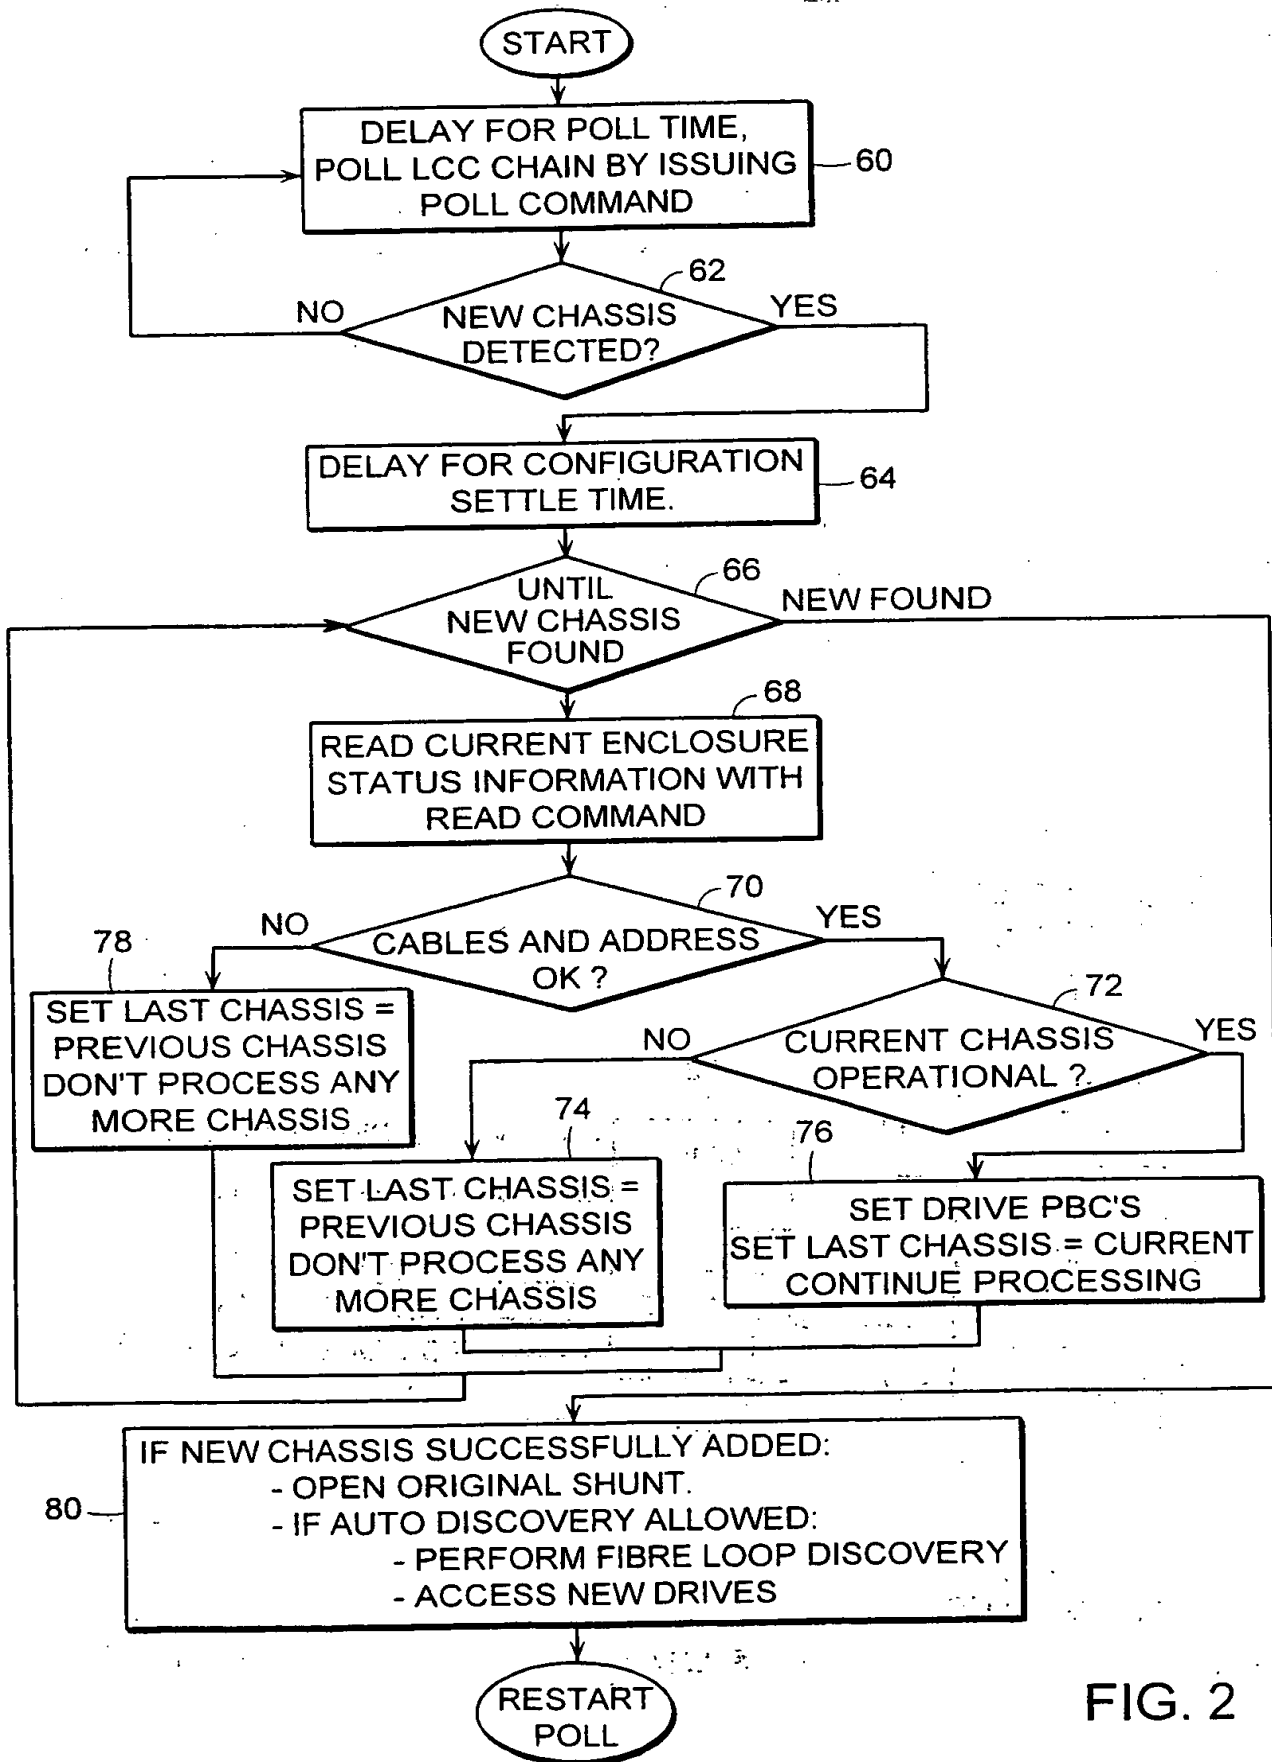 START
DELAY FOR POLL TIME,
POLL LCC CHAIN BY ISSUING
POLL COMMAND
60
62
NO
YES
NEW CHASSIS
DETECTED?
DELAY FOR CONFIGURATION
SETTLE TIME.
64
66
UNTIL
NEW CHASSIS
FOUND
NEW FOUND
68
READ CURRENT ENCLOSURE
STATUS INFORMATION WITH
READ COMMAND
70
NO
YES
CABLES AND ADDRESS
OK ?
78
SET LAST CHASSIS =
PREVIOUS CHASSIS
DON'T PROCESS ANY
MORE CHASSIS
72
NO
YES
CURRENT CHASSIS
OPERATIONAL ?
74
SET LAST CHASSIS =
PREVIOUS CHASSIS
DON'T PROCESS ANY
MORE CHASSIS
76
SET DRIVE PBC'S
SET LAST CHASSIS = CURRENT
CONTINUE PROCESSING
80
IF NEW CHASSIS SUCCESSFULLY ADDED:
- OPEN ORIGINAL SHUNT.
- IF AUTO DISCOVERY ALLOWED:
- PERFORM FIBRE LOOP DISCOVERY
- ACCESS NEW DRIVES
RESTART
POLL
FIG. 2